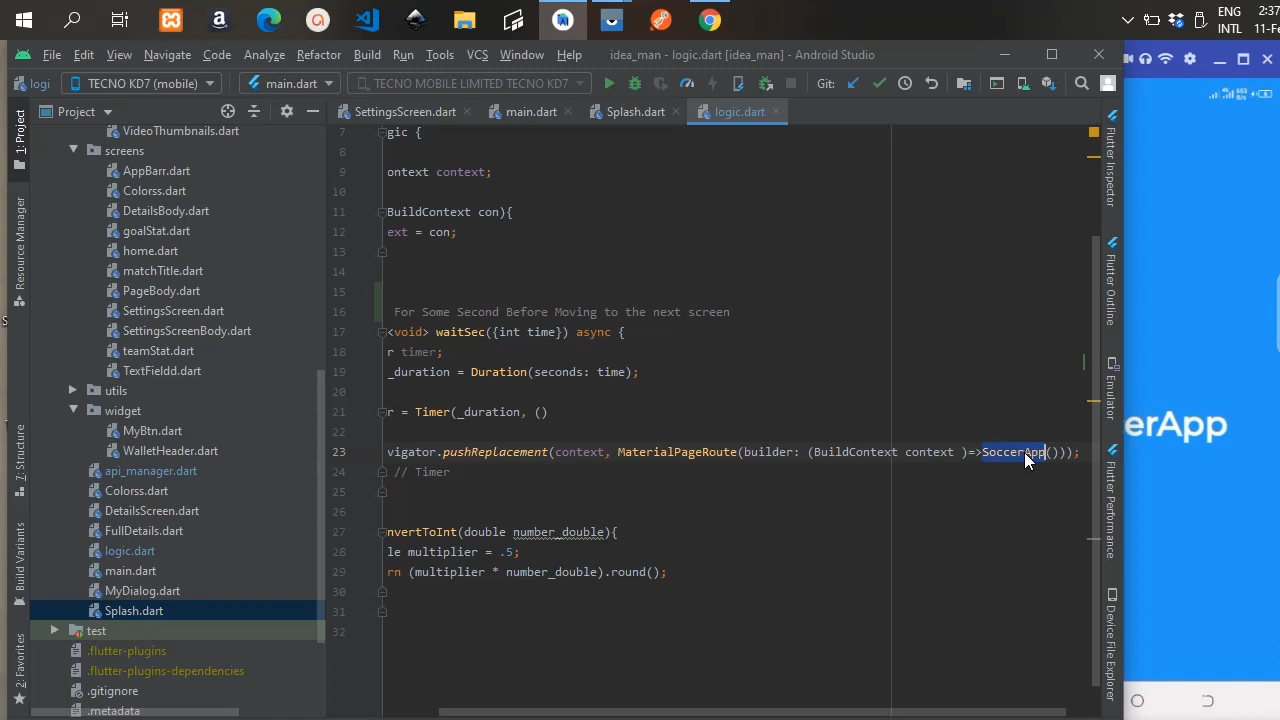 ENG
INTL
2:37
11-Fe
File Edit View Navigate Code Analyze Refactor Build Run Tools VCS Window Help idea_man - logic.dart [idea_man] - Android Studio
logi TECNO KD7 (mobile) main.dart TECNO MOBILE LIMITED TECNO KD7 Git:
Project
SettingsScreen.dart main.dart Splash.dart logic.dart
VideoThumbnails.dart
screens
AppBarr.dart
Colorss.dart
DetailsBody.dart
goalStat.dart
home.dart
matchTitle.dart
PageBody.dart
SettingsScreen.dart
SettingsScreenBody.dart
teamStat.dart
TextFieldd.dart
utils
widget
MyBtn.dart
WalletHeader.dart
api_manager.dart
Colorss.dart
DetailsScreen.dart
FullDetails.dart
logic.dart
main.dart
MyDialog.dart
Splash.dart
test
.flutter-plugins
.flutter-plugins-dependencies
.gitignore
.metadata
1: Project
Resource Manager
7: Structure
Build Variants
2: Favorites
7 gic {
8
9 ontext context;
10
11 BuildContext con){
12 ext = con;
13
14
15
16 For Some Second Before Moving to the next screen
17 <void> waitSec({int time}) async {
18 r timer;
19 _duration = Duration(seconds: time);
20
21 r = Timer(_duration, ()
22
23 vigator.pushReplacement(context, MaterialPageRoute(builder: (BuildContext context )=>SoccerApp()));
24 // Timer
25
26
27 nvertToInt(double number_double){
28 le multiplier = .5;
29 rn (multiplier * number_double).round();
30
31
32
Flutter Inspector
Flutter Outline
Emulator
Flutter Performance
Device File Explorer
erApp